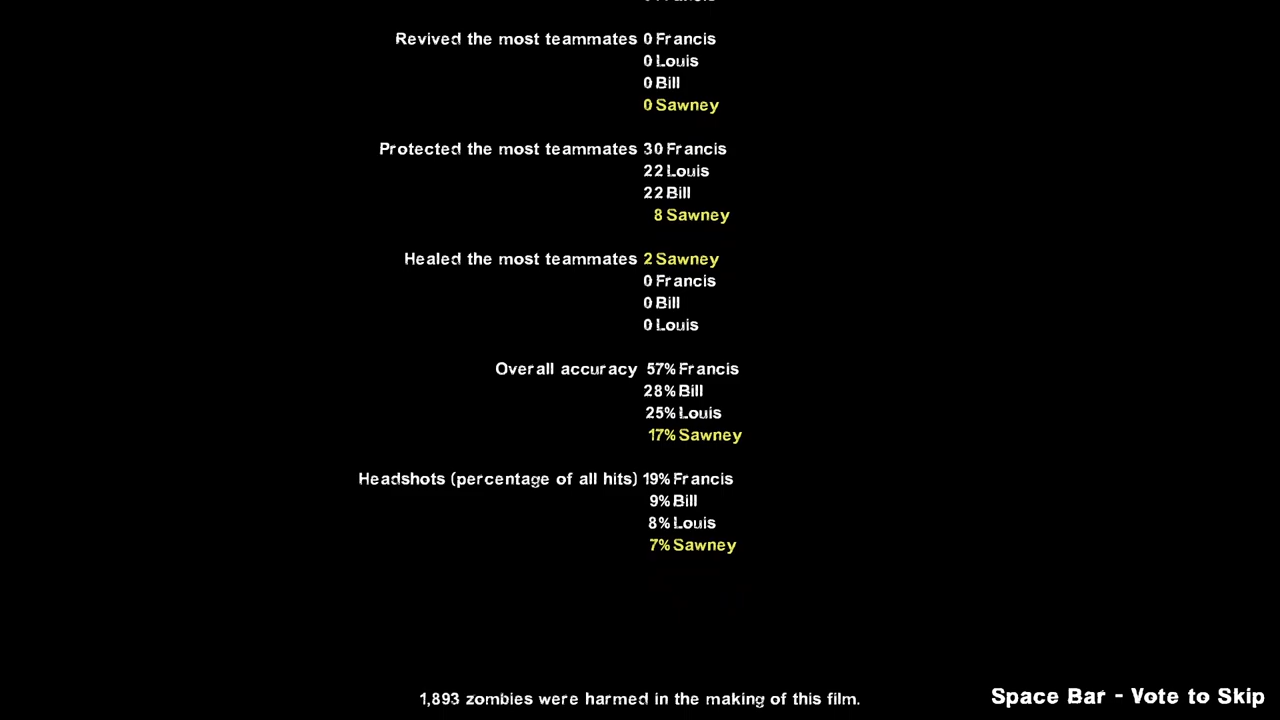 Revived the most teammates 0 Francis
0 Louis
0 Bill
0 Sawney
Protected the most teammates 30 Francis
22 Louis
22 Bill
8 Sawney
Healed the most teammates 2 Sawney
0 Francis
0 Bill
0 Louis
Overall accuracy 57% Francis
28% Bill
25% Louis
17% Sawney
Headshots (percentage of all hits) 19% Francis
9% Bill
8% Louis
7% Sawney
1,893 zombies were harmed in the making of this film.
Space Bar - Vote to Skip